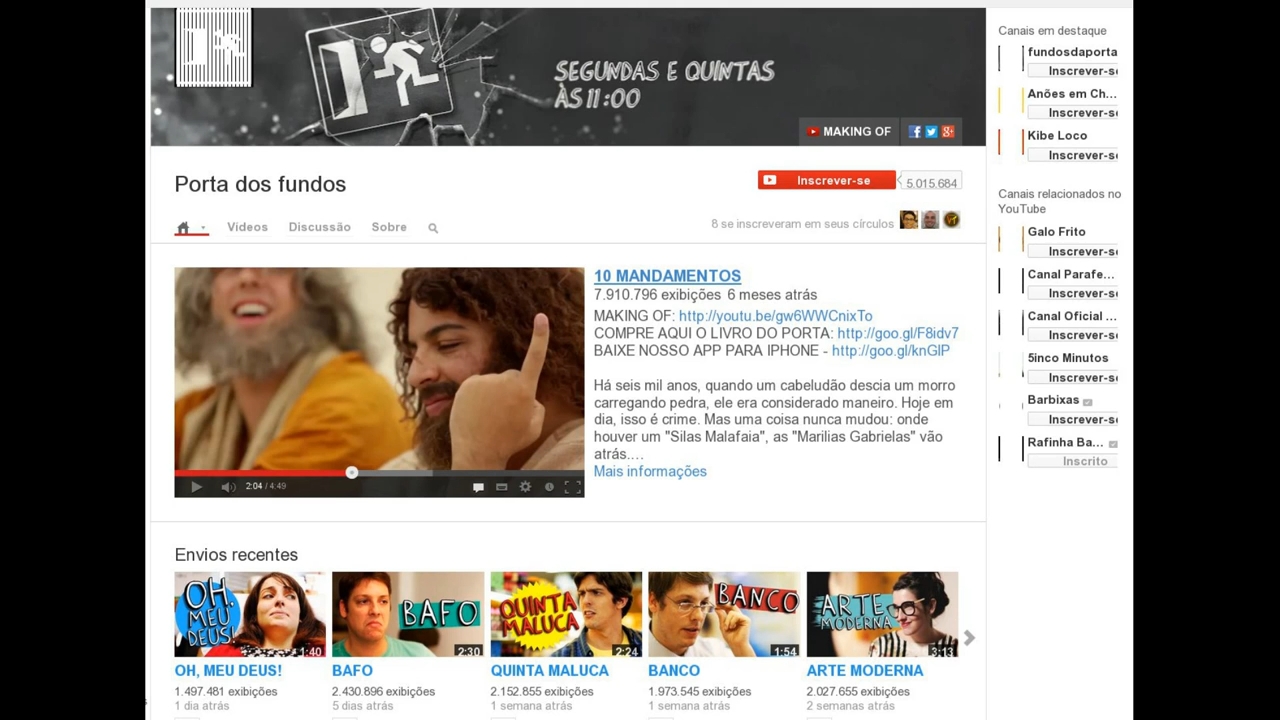 SEGUNDAS E QUINTAS
ÀS 11:00
MAKING OF
Porta dos fundos
Inscrever-se
5.015.684
Vídeos Discussão Sobre
8 se inscreveram em seus círculos
10 MANDAMENTOS
7.910.796 exibições 6 meses atrás
MAKING OF: http://youtu.be/gw6WWCnixTo
COMPRE AQUI O LIVRO DO PORTA: http://goo.gl/F8idv7
BAIXE NOSSO APP PARA IPHONE - http://goo.gl/knGIP
Há seis mil anos, quando um cabeludão descia um morro
carregando pedra, ele era considerado maneiro. Hoje em
dia, isso é crime. Mas uma coisa nunca mudou: onde
houver um "Silas Malafaia", as "Marilias Gabrielas" vão
atrás....
Mais informações
2:04 / 4:49
Envios recentes
OH, MEU DEUS!
1:40
BAFO
2:30
QUINTA MALUCA
2:24
BANCO
1:54
ARTE MODERNA
3:13
OH, MEU DEUS! BAFO QUINTA MALUCA BANCO ARTE MODERNA
1.497.481 exibições 2.430.896 exibições 2.152.855 exibições 1.973.545 exibições 2.027.655 exibições
1 dia atrás 5 dias atrás 1 semana atrás 1 semana atrás 2 semanas atrás
Canais em destaque
fundosdaporta
Inscrever-se
Anões em Ch...
Inscrever-se
Kibe Loco
Inscrever-se
Canais relacionados no
YouTube
Galo Frito
Inscrever-se
Canal Parafe...
Inscrever-se
Canal Oficial ...
Inscrever-se
5inco Minutos
Inscrever-se
Barbixas
Inscrever-se
Rafinha Ba...
Inscrito